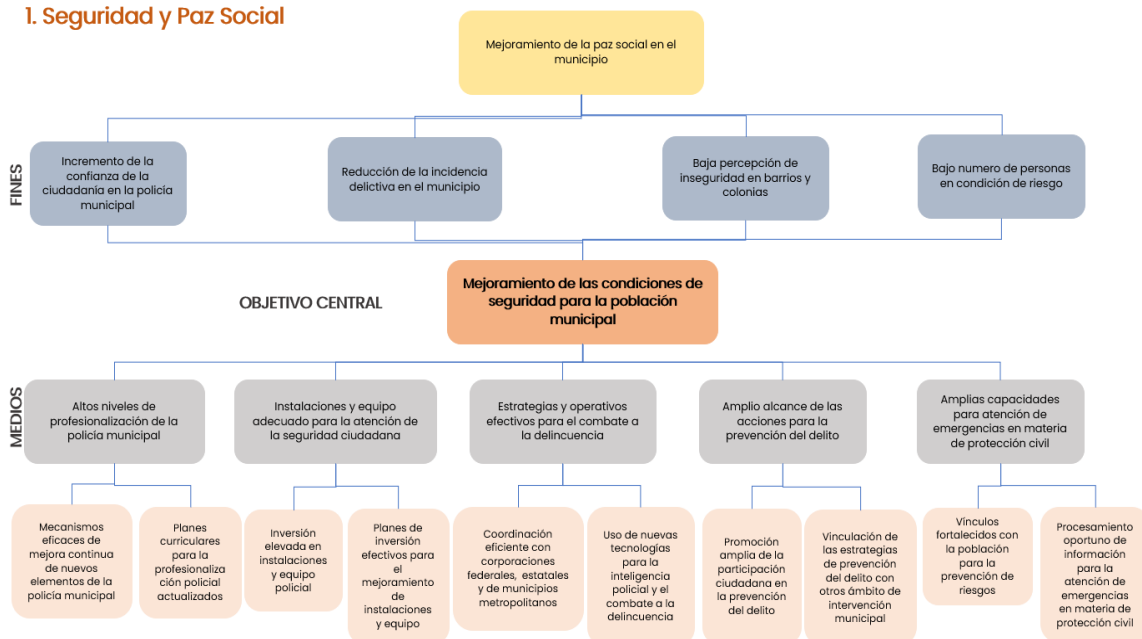 1. Seguridad y Paz Social
Mejoramiento de la paz social en el
municipio
FINES
Incremento de la
confianza de la
ciudadanía en la policía
municipal
Reducción de la incidencia
delictiva en el municipio
Baja percepción de
inseguridad en barrios y
colonias
Bajo numero de personas
en condición de riesgo
OBJETIVO CENTRAL
Mejoramiento de las condiciones de
seguridad para la población
municipal
MEDIOS
Altos niveles de
profesionalización de la
policía municipal
Instalaciones y equipo
adecuado para la atención de
la seguridad ciudadana
Estrategias y operativos
efectivos para el combate a
la delincuencia
Amplio alcance de las
acciones para la
prevención del delito
Amplias capacidades
para atención de
emergencias en materia
de protección civil
Mecanismos
eficaces de
mejora continua
de nuevos
elementos de la
policía municipal
Planes
curriculares
para la
profesionaliza
ción policial
actualizados
Inversión
elevada en
instalaciones
y equipo
policial
Planes de
inversión
efectivos para
el
mejoramiento
de
instalaciones
y equipo
Coordinación
eficiente con
corporaciones
federales, estatales
y de municipios
metropolitanos
Uso de nuevas
tecnologías
para la
inteligencia
policial y el
combate a la
delincuencia
Promoción
amplia de la
participación
ciudadana en
la prevención
del delito
Vinculación de
las estrategias
de prevención
del delito con
otros ámbito de
intervención
municipal
Vínculos
fortalecidos con
la población
para la
prevención de
riesgos
Procesamiento
oportuno de
información
para la
atención de
emergencias
en materia de
protección civil